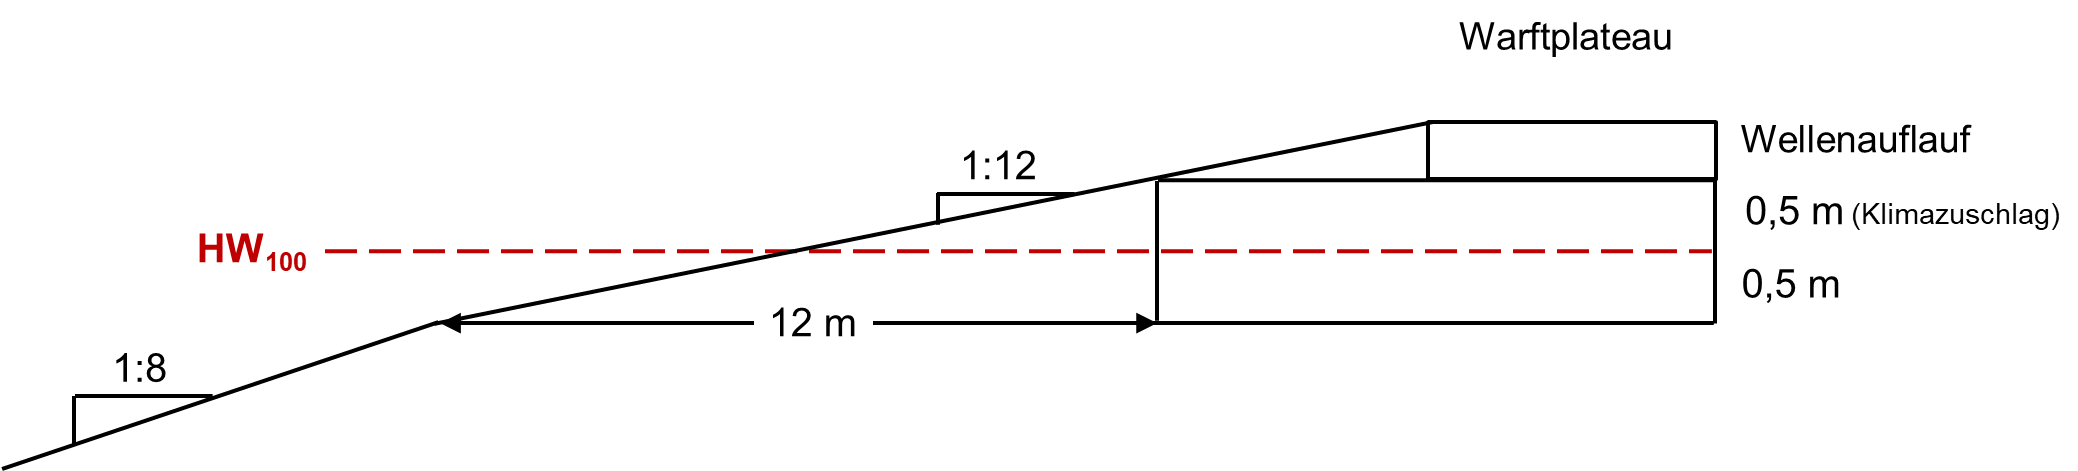 Warftplateau
Wellenauflauf
1:12
0,5 m (Klimazuschlag)
HW100
0,5 m
12 m
1:8